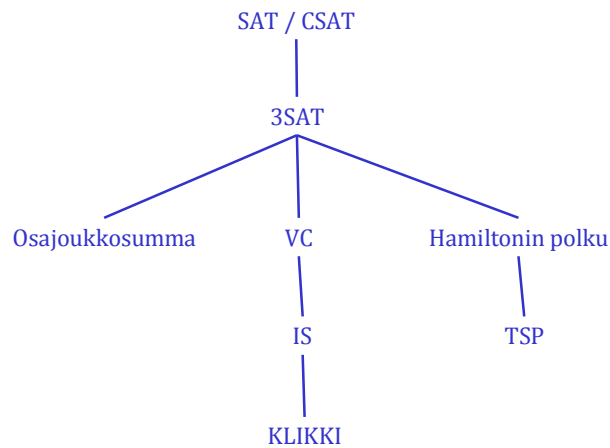 SAT / CSAT
3SAT
Osajoukkosumma
VC
Hamiltonin polku
IS
TSP
KLIKKI